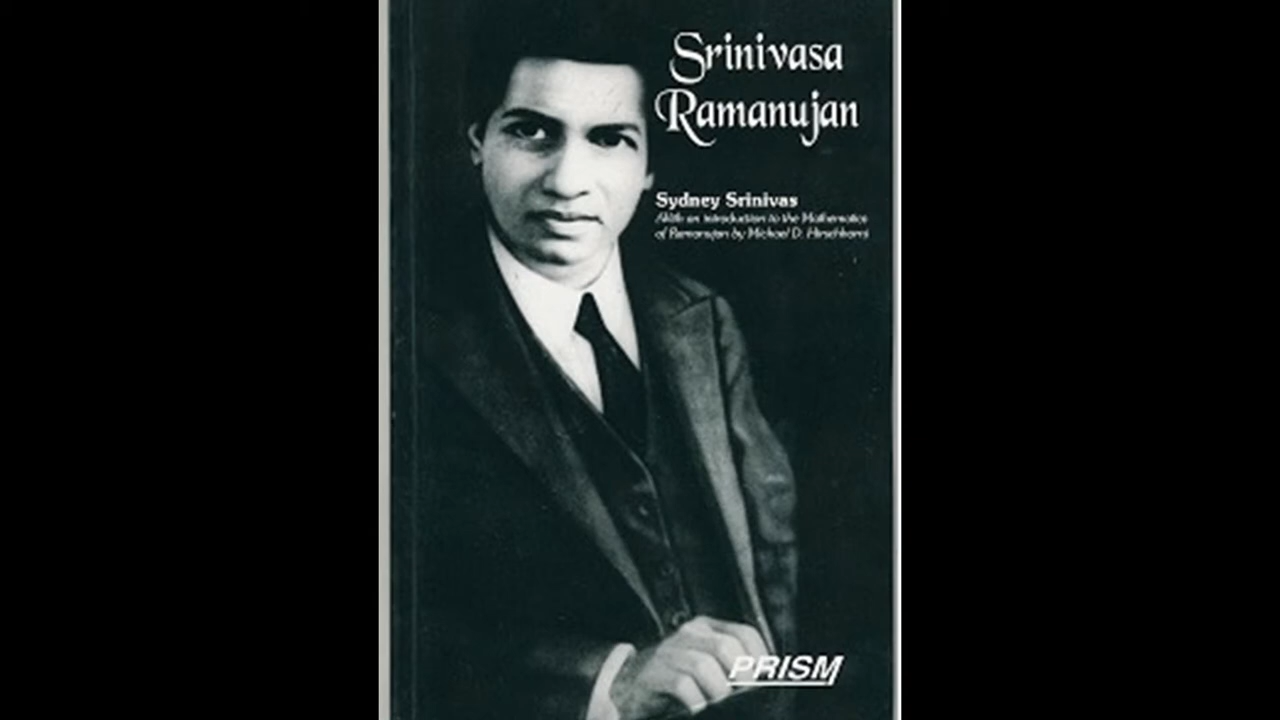 Srinivasa
Ramanujan
Sydney Srinivas
With an introduction to the Mathematics
of Ramanujan by Michael D. Hirschhorn
PRISM